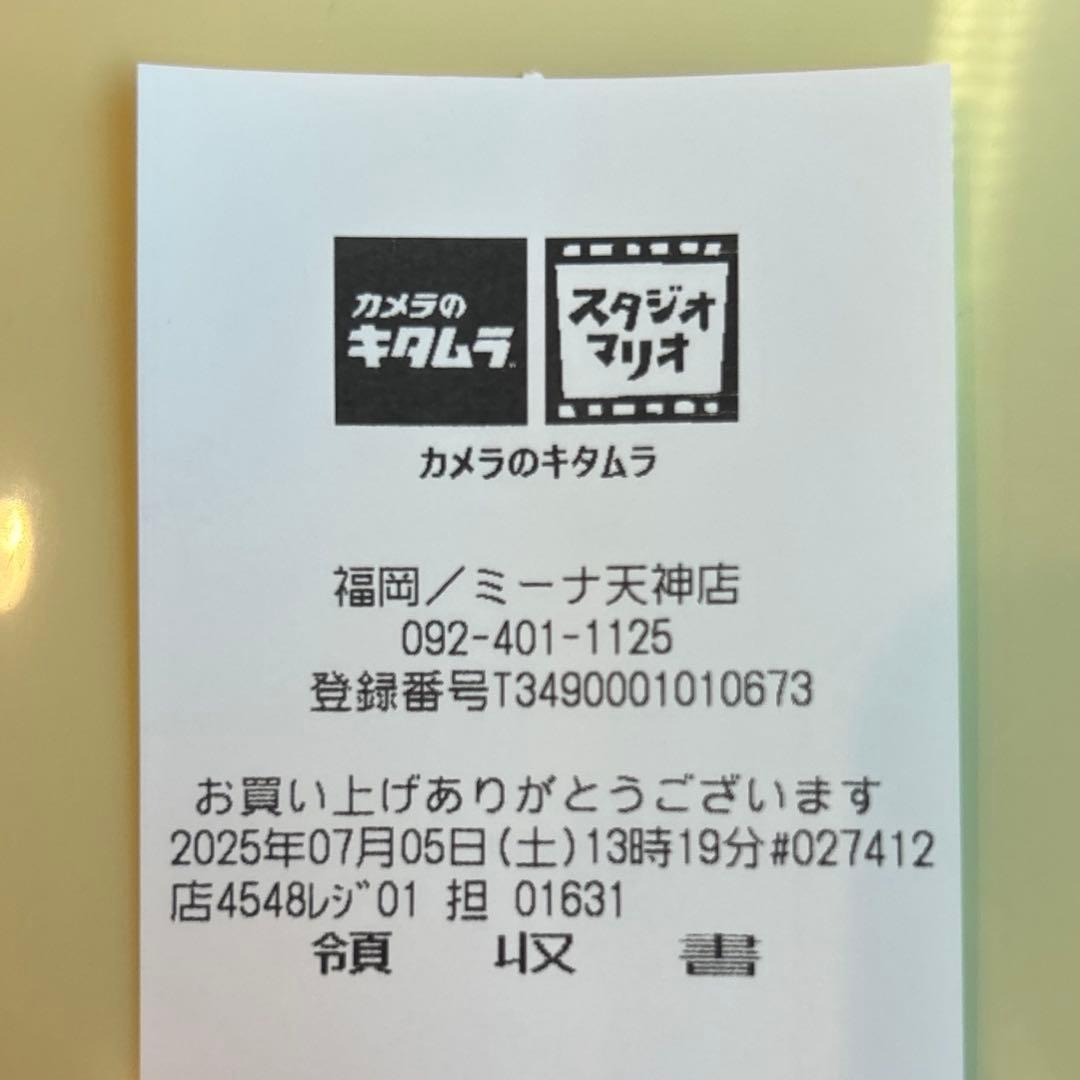 カメラの
キタムラ
スタジオ
マリオ
カメラのキタムラ
福岡／ミーナ天神店
092-401-1125
登録番号T3490001010673
お買い上げありがとうございます
2025年07月05日(土)13時19分#027412
店4548ﾚｼﾞ01 担 01631
領 収 書